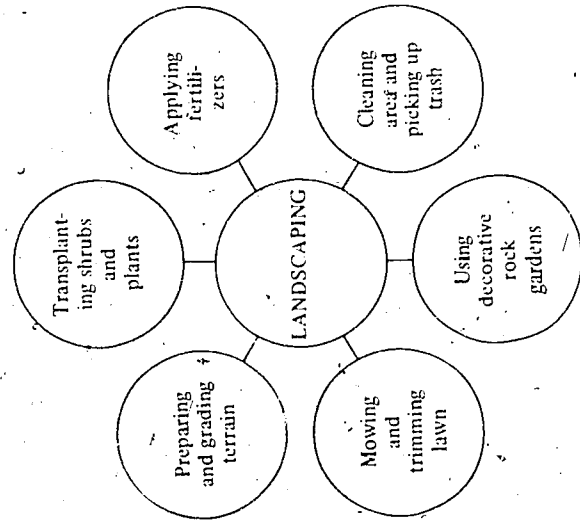 Transplant-
ing shrubs
and
plants
Preparing
and grading
terrain
Applying
fertili-
zers
LANDSCAPING
Mowing
and
trimming
lawn
Cleaning
area and
picking up
trash
Using
decorative
rock
gardens